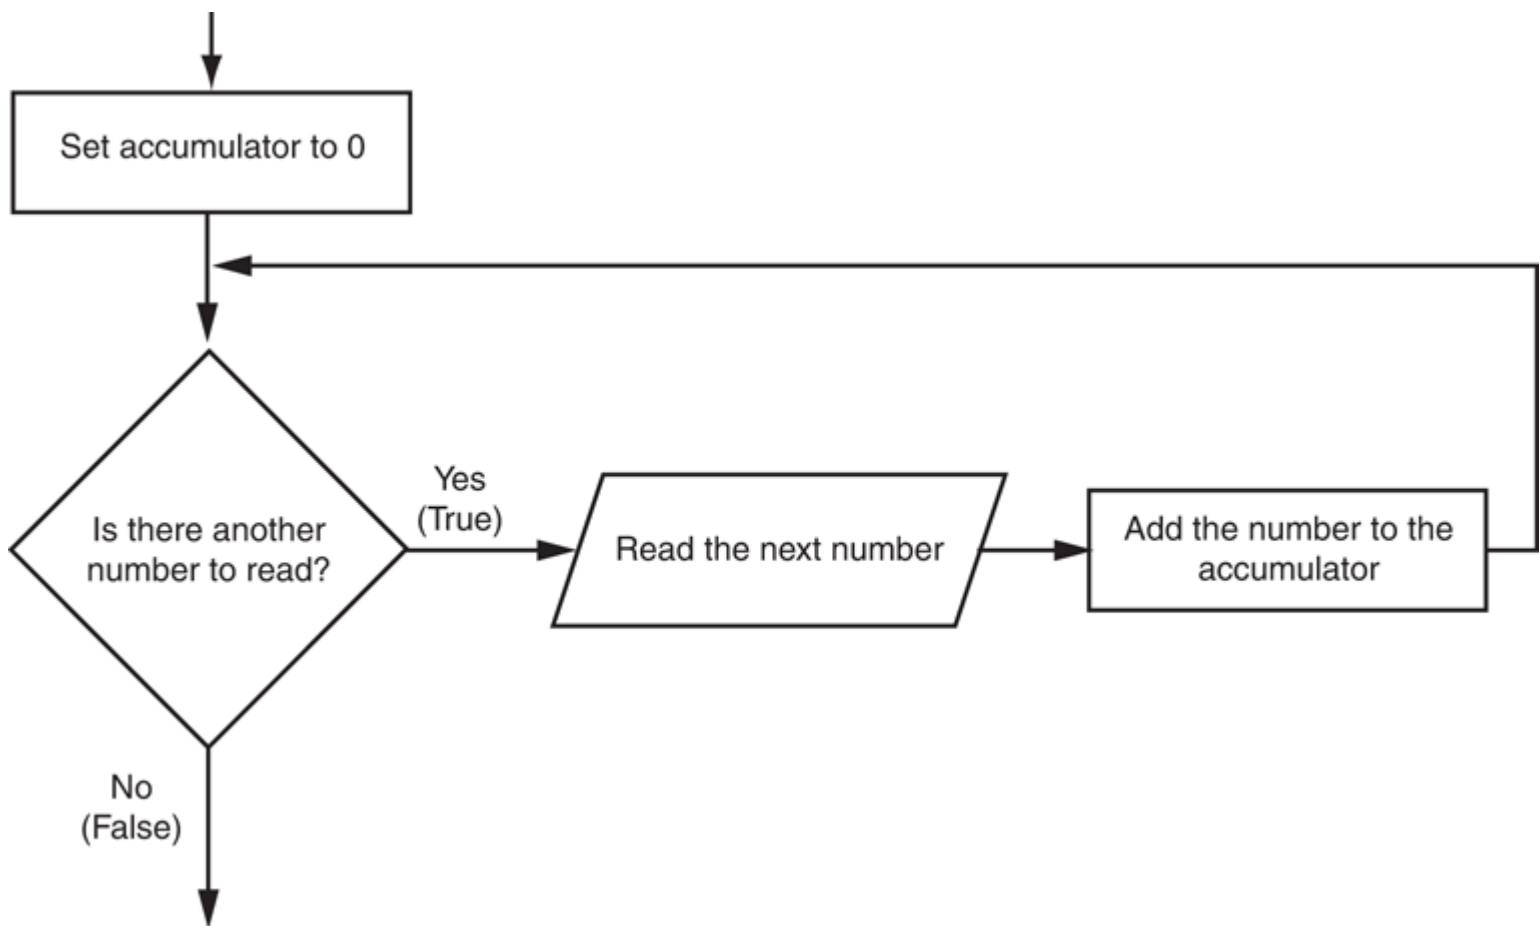 Set accumulator to 0
Yes
(True)
Is there another
number to read?
Read the next number
Add the number to the
accumulator
No
(False)